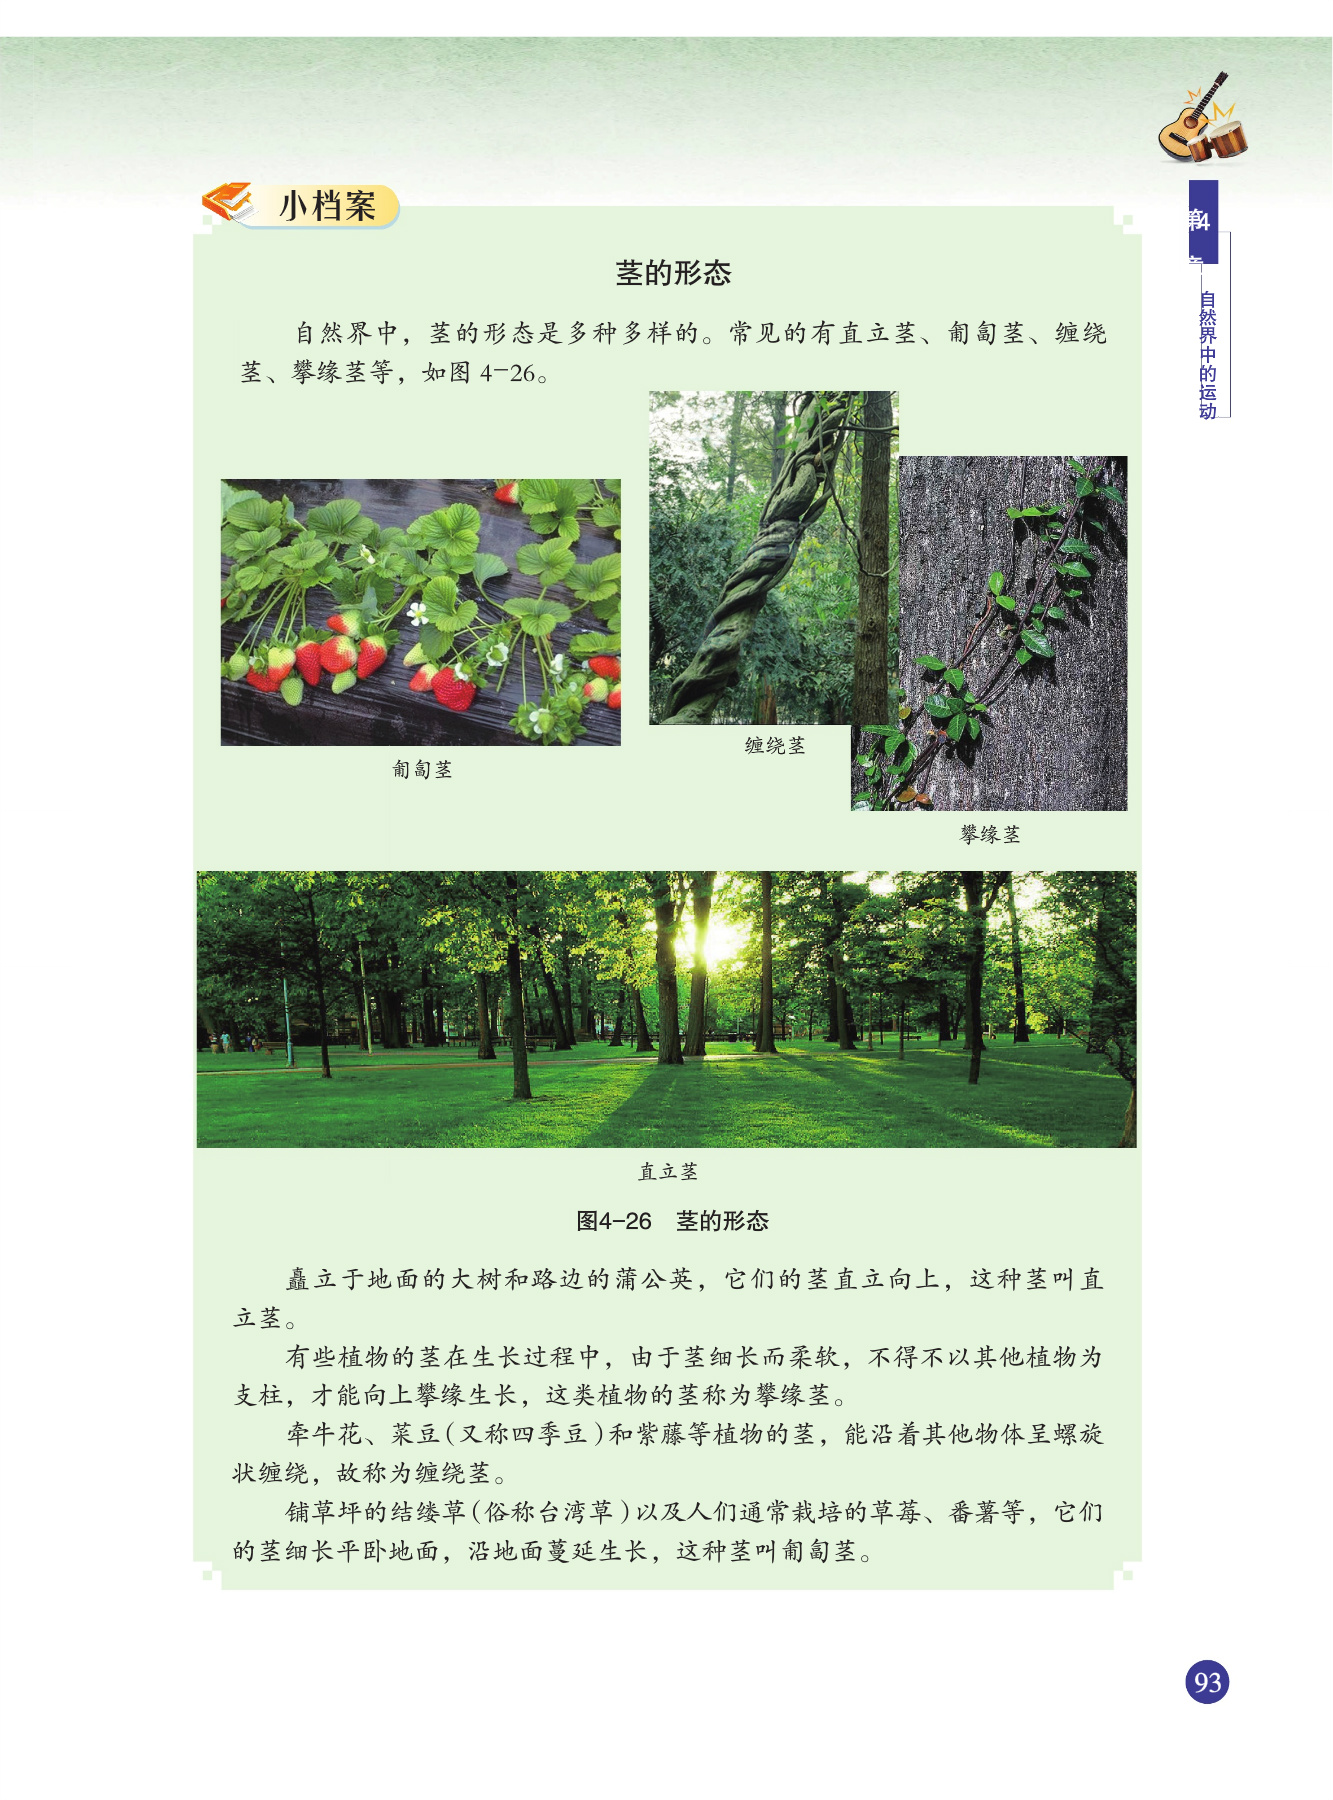 小档案
茎的形态
自然界中，茎的形态是多种多样的。常见的有直立茎、匍匐茎、缠绕
茎、攀缘茎等，如图 4-26。
匍匐茎
缠绕茎
攀缘茎
直立茎
图4-26　茎的形态
矗立于地面的大树和路边的蒲公英，它们的茎直立向上，这种茎叫直
立茎。
有些植物的茎在生长过程中，由于茎细长而柔软，不得不以其他植物为
支柱，才能向上攀缘生长，这类植物的茎称为攀缘茎。
牵牛花、菜豆(又称四季豆)和紫藤等植物的茎，能沿着其他物体呈螺旋
状缠绕，故称为缠绕茎。
铺草坪的结缕草(俗称台湾草)以及人们通常栽培的草莓、番薯等，它们
的茎细长平卧地面，沿地面蔓延生长，这种茎叫匍匐茎。
第4章
自然界中的运动
93